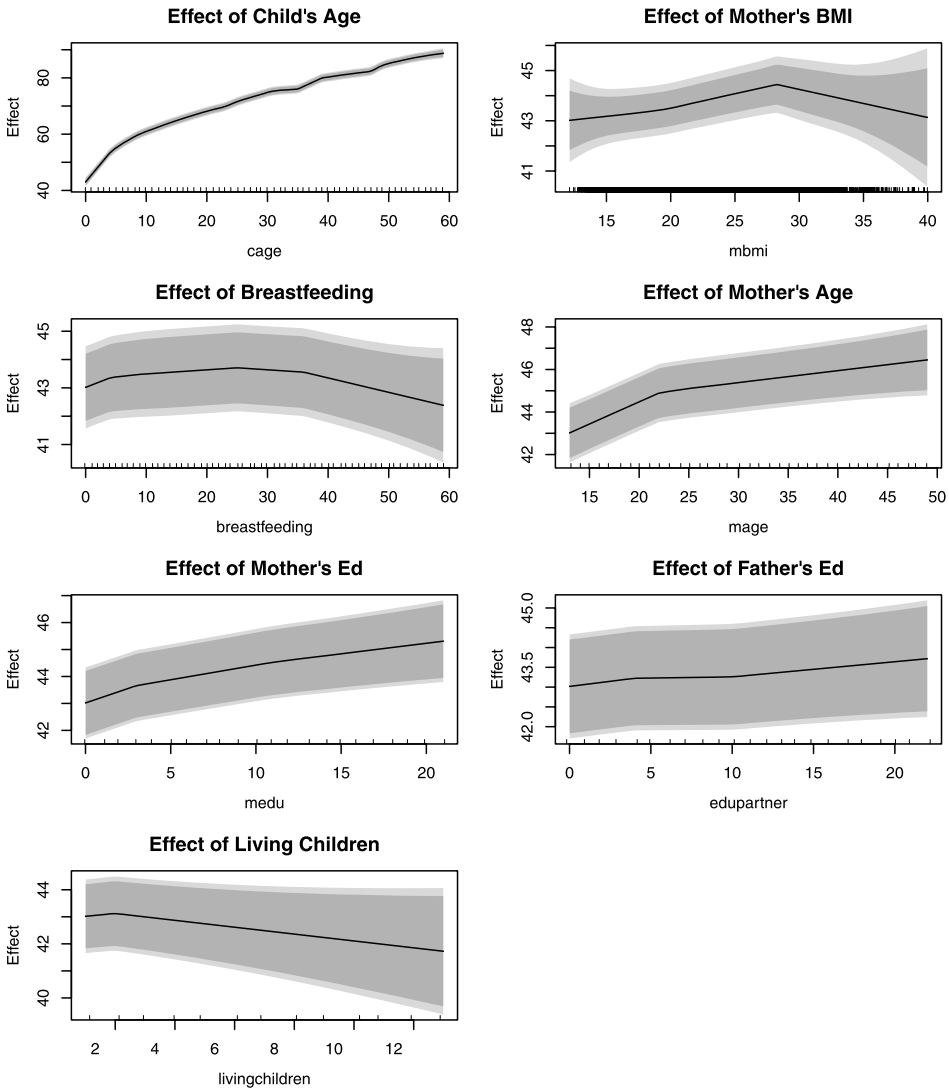 Effect of Child's Age
Effect
40 60 80
0 10 20 30 40 50 60
cage
Effect of Mother's BMI
Effect
41 43 45
15 20 25 30 35 40
mbmi
Effect of Breastfeeding
Effect
41 43 45
0 10 20 30 40 50 60
breastfeeding
Effect of Mother's Age
Effect
42 44 46 48
15 20 25 30 35 40 45 50
mage
Effect of Mother's Ed
Effect
42 44 46
0 5 10 15 20
medu
Effect of Father's Ed
Effect
42.0 43.5 45.0
0 5 10 15 20
edupartner
Effect of Living Children
Effect
40 42 44
2 4 6 8 10 12
livingchildren